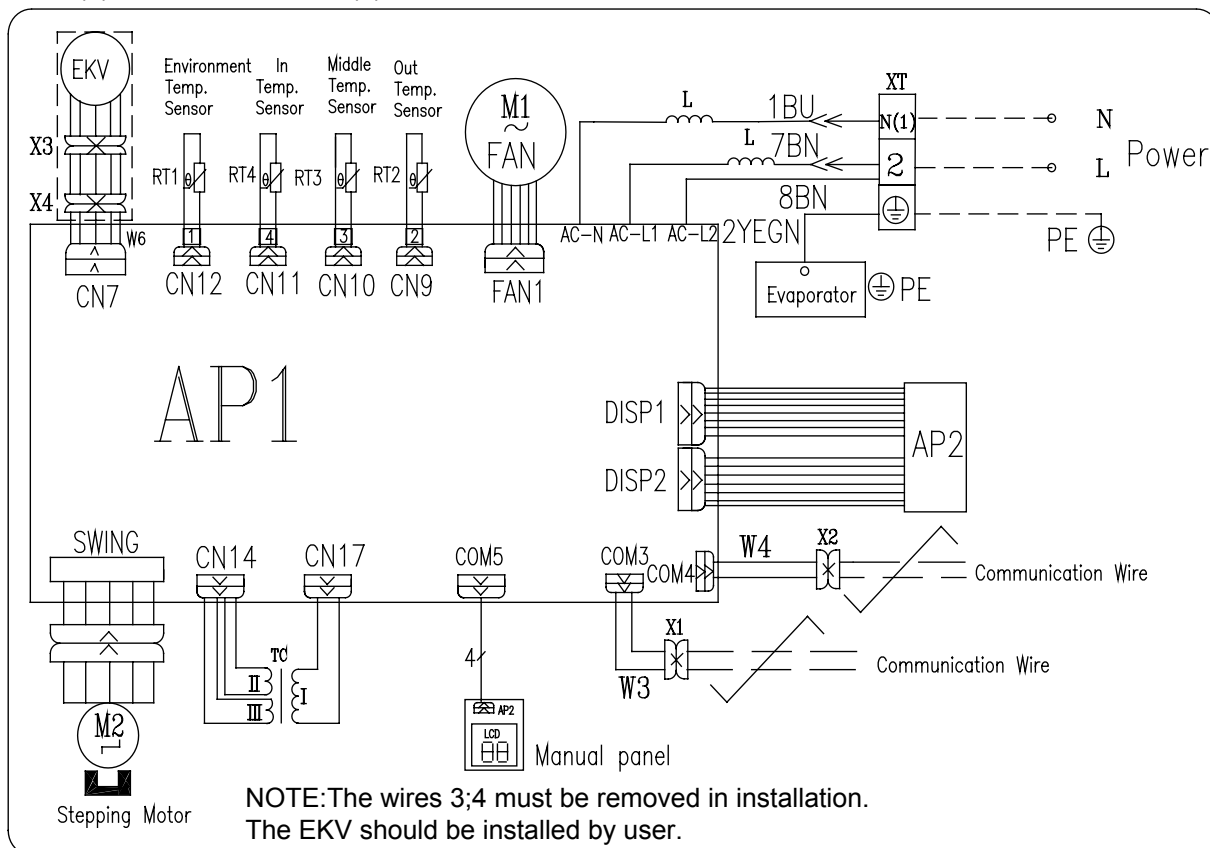 EKV
X3
X4
W6
CN7
Environment
Temp.
Sensor
In
Temp.
Sensor
Middle
Temp.
Sensor
Out
Temp.
Sensor
RT1
θ
RT4
θ
RT3
θ
RT2
θ
1
4
3
2
CN12
CN11
CN10
CN9
M1
~
FAN
FAN1
L
1BU
L
7BN
8BN
XT
N(1)
2
N
L
Power
AC-N
AC-L1
AC-L2
2YEGN
PE
Evaporator
PE
AP1
DISP1
DISP2
AP2
SWING
CN14
CN17
COM5
COM3
COM4
W4
X2
Communication Wire
X1
W3
Communication Wire
TC
II
III
I
4
AP2
LCD
88
Manual panel
M2
Stepping Motor
NOTE:The wires 3;4 must be removed in installation.
The EKV should be installed by user.